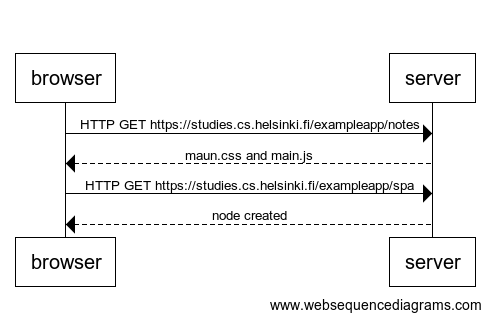 browser server
HTTP GET https://studies.cs.helsinki.fi/exampleapp/notes
maun.css and main.js
HTTP GET https://studies.cs.helsinki.fi/exampleapp/spa
node created
browser server
www.websequencediagrams.com